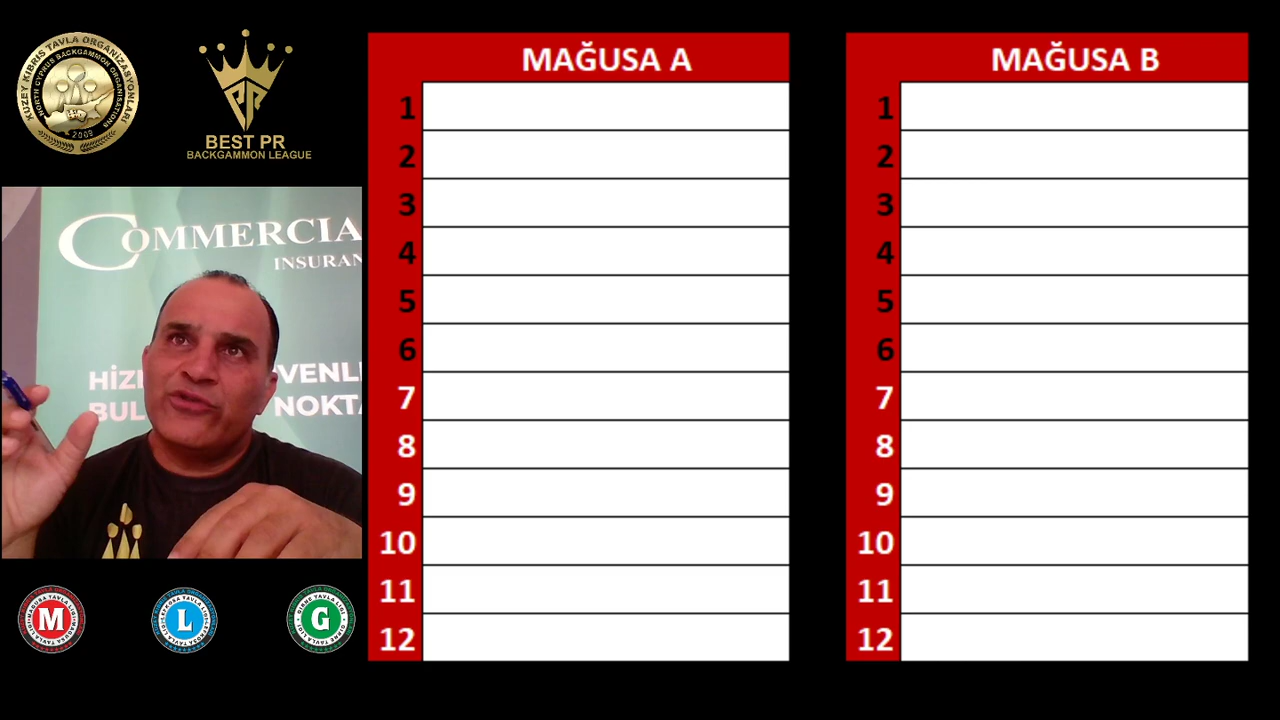 KUZEY KIBRIS TAVLA ORGANİZASYONLARI
NORTH CYPRUS BACKGAMMON ORGANISATIONS
2009
BEST PR
BACKGAMMON LEAGUE
COMMERCIA
INSURAN
HİZ VENLİ
BUL NOKTA
M
L
G
MAĞUSA A
1
2
3
4
5
6
7
8
9
10
11
12
MAĞUSA B
1
2
3
4
5
6
7
8
9
10
11
12